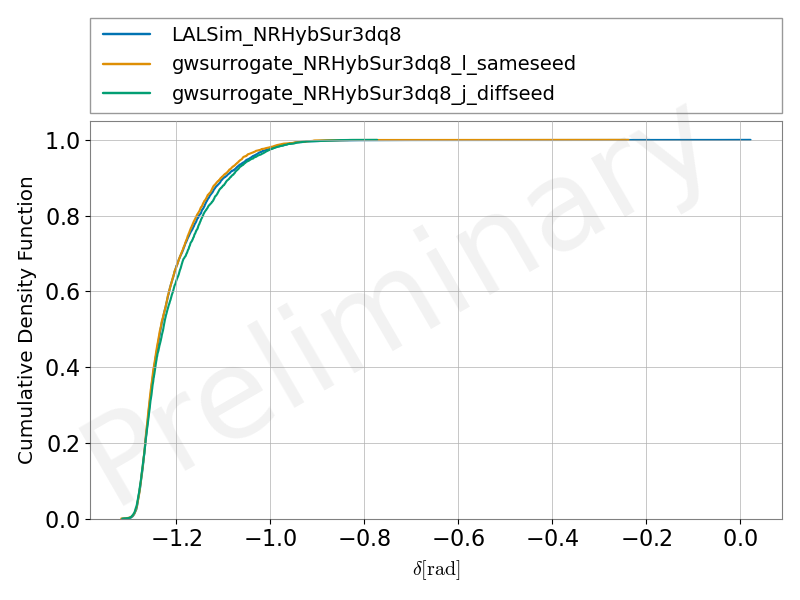 LALSim_NRHybSur3dq8
gwsurrogate_NRHybSur3dq8_l_sameseed
gwsurrogate_NRHybSur3dq8_j_diffseed
Preliminary
Cumulative Density Function
1.0
0.8
0.6
0.4
0.2
0.0
−1.2 −1.0 −0.8 −0.6 −0.4 −0.2 0.0
δ[rad]